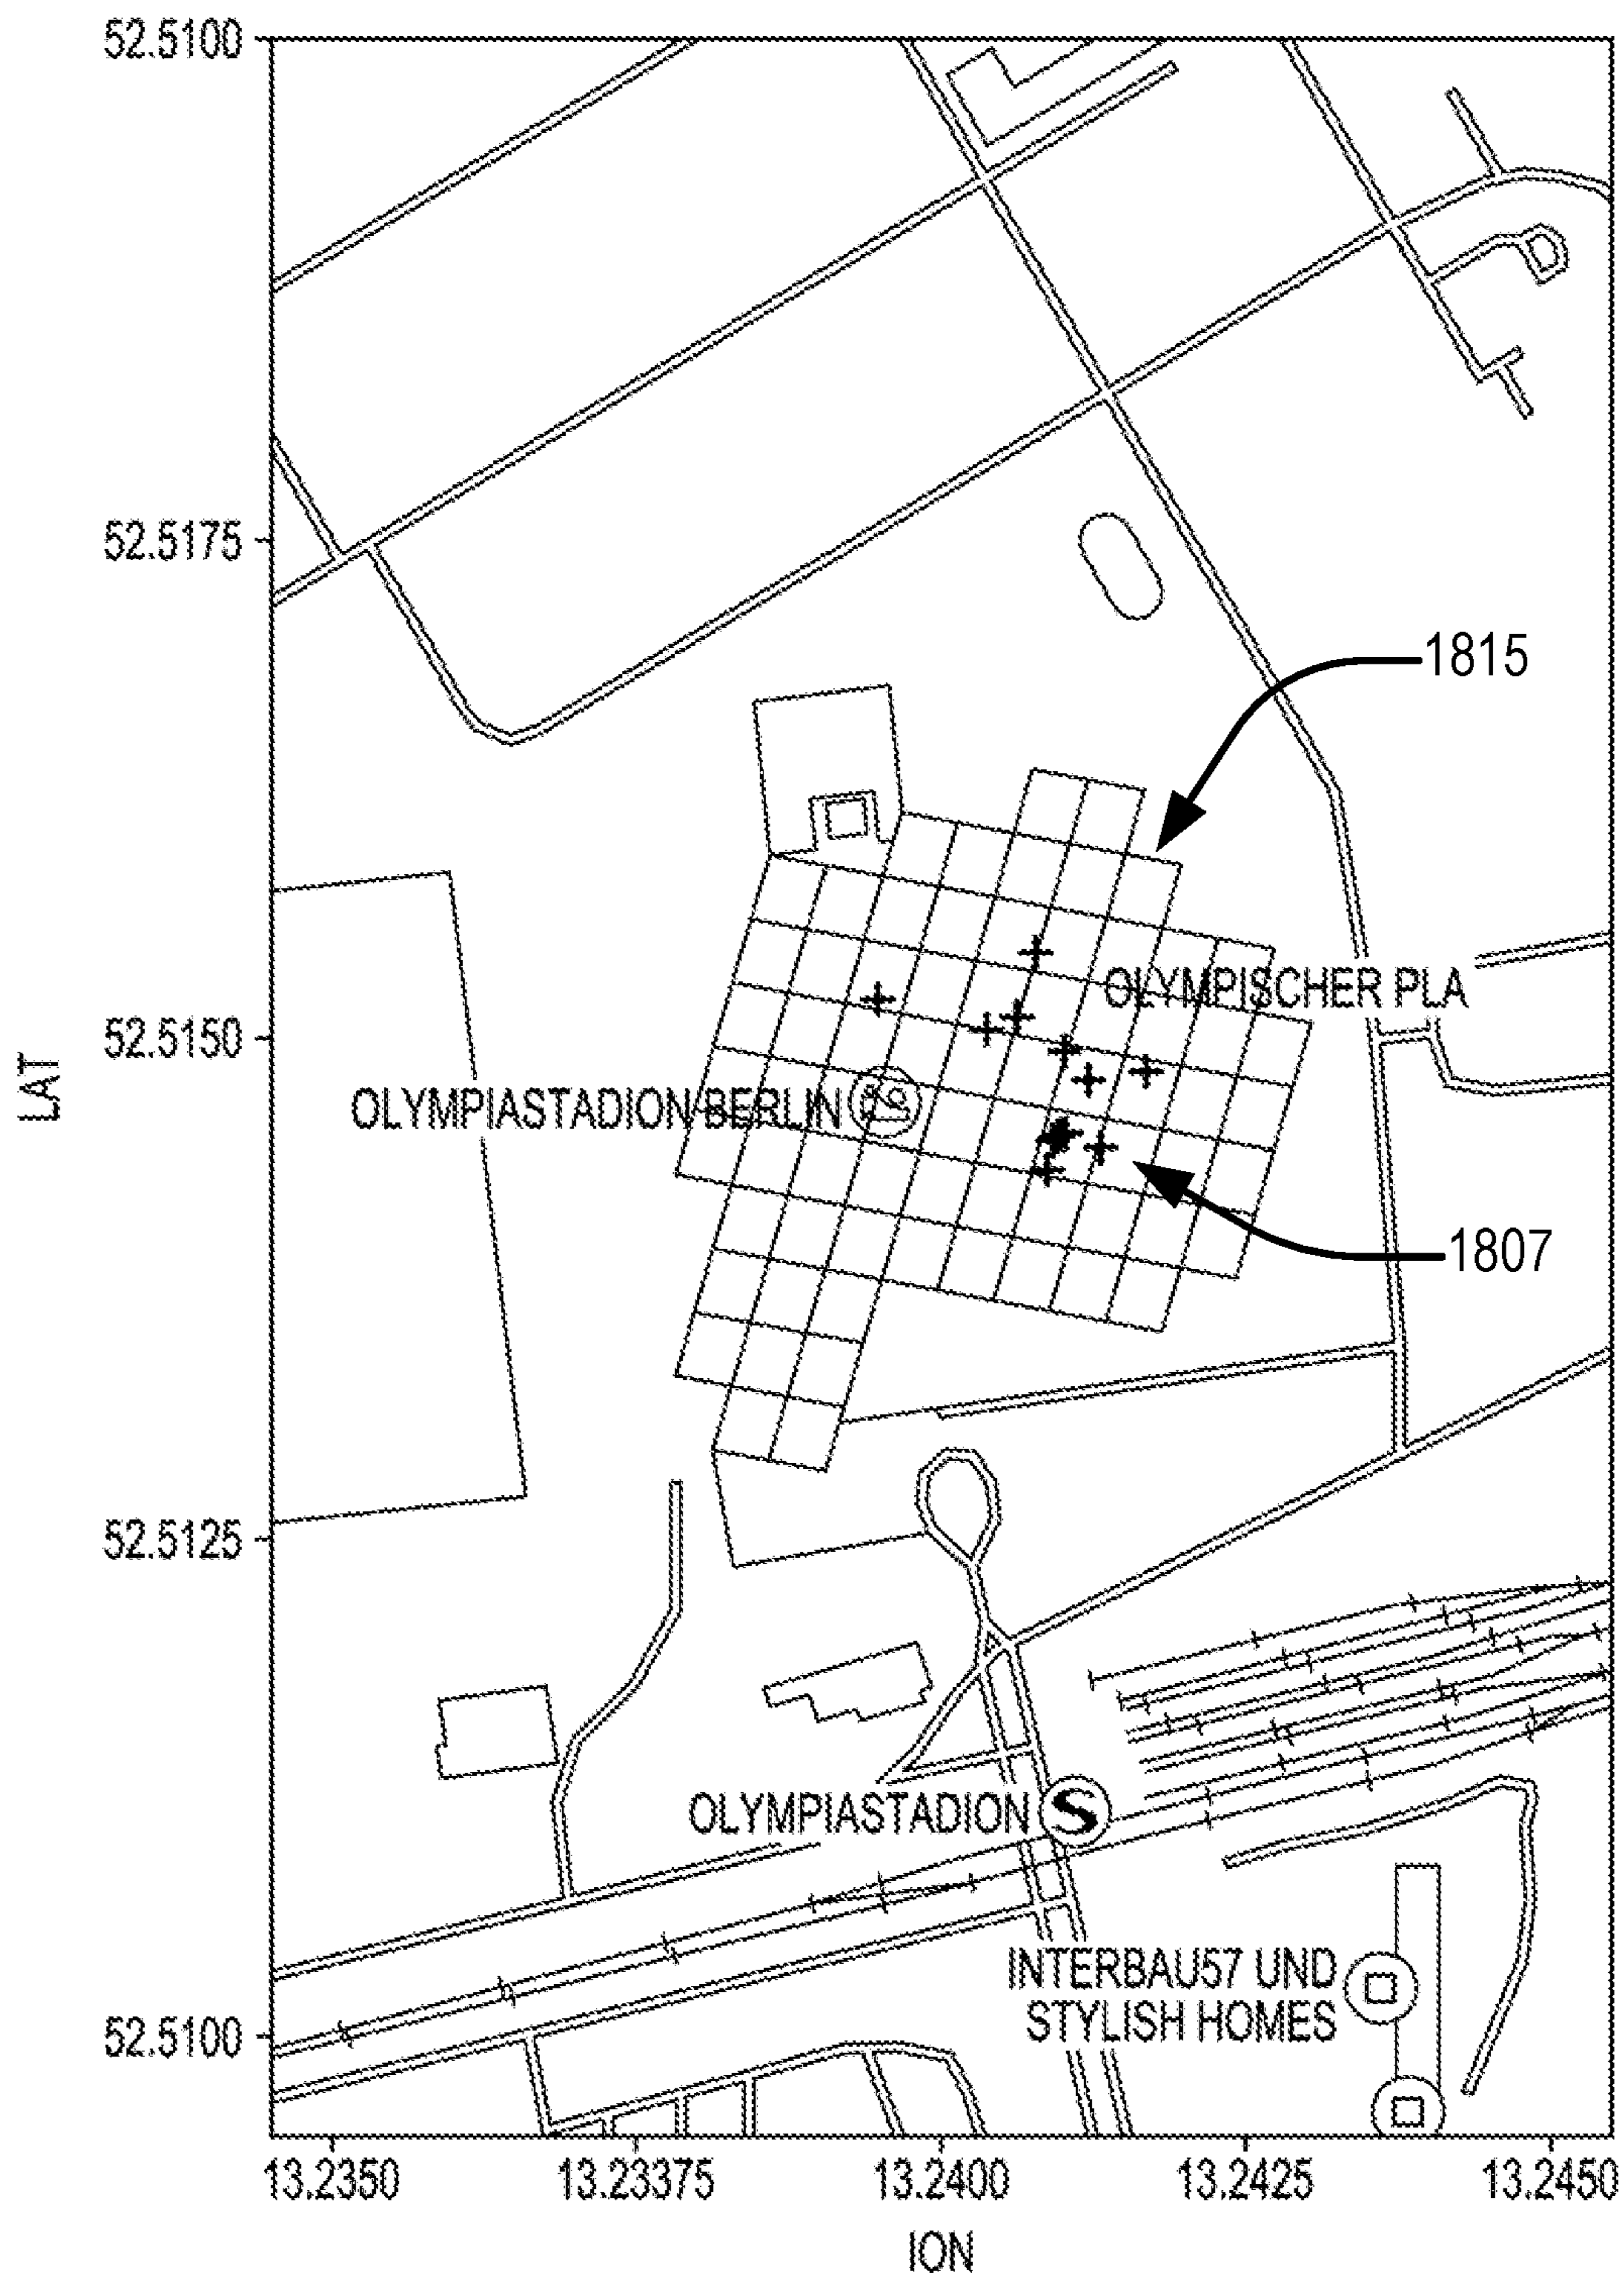 52.5100
52.5175
1815
OLYMPISCHER PLA
52.5150
LAT
OLYMPIASTADION BERLIN
1807
52.5125
OLYMPIASTADION
S
INTERBAU57 UND
STYLISH HOMES
52.5100
13.2350
13.23375
13.2400
13.2425
13.2450
ION